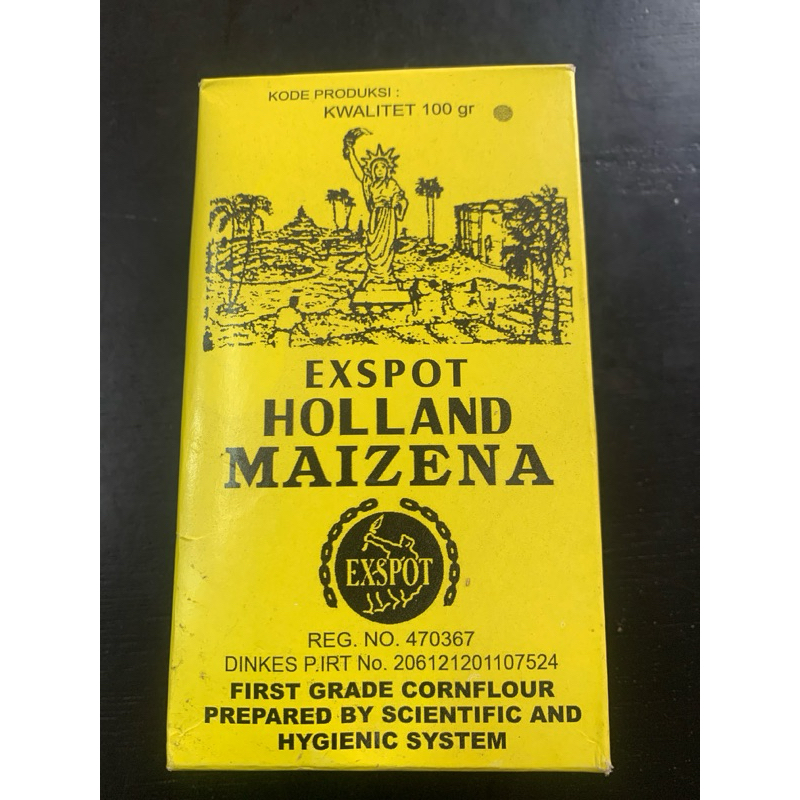 KODE PRODUKSI :
KWALITET 100 gr
EXSPOT
HOLLAND
MAIZENA
EXSPOT
REG. NO. 470367
DINKES P.IRT No. 206121201107524
FIRST GRADE CORNFLOUR
PREPARED BY SCIENTIFIC AND
HYGIENIC SYSTEM